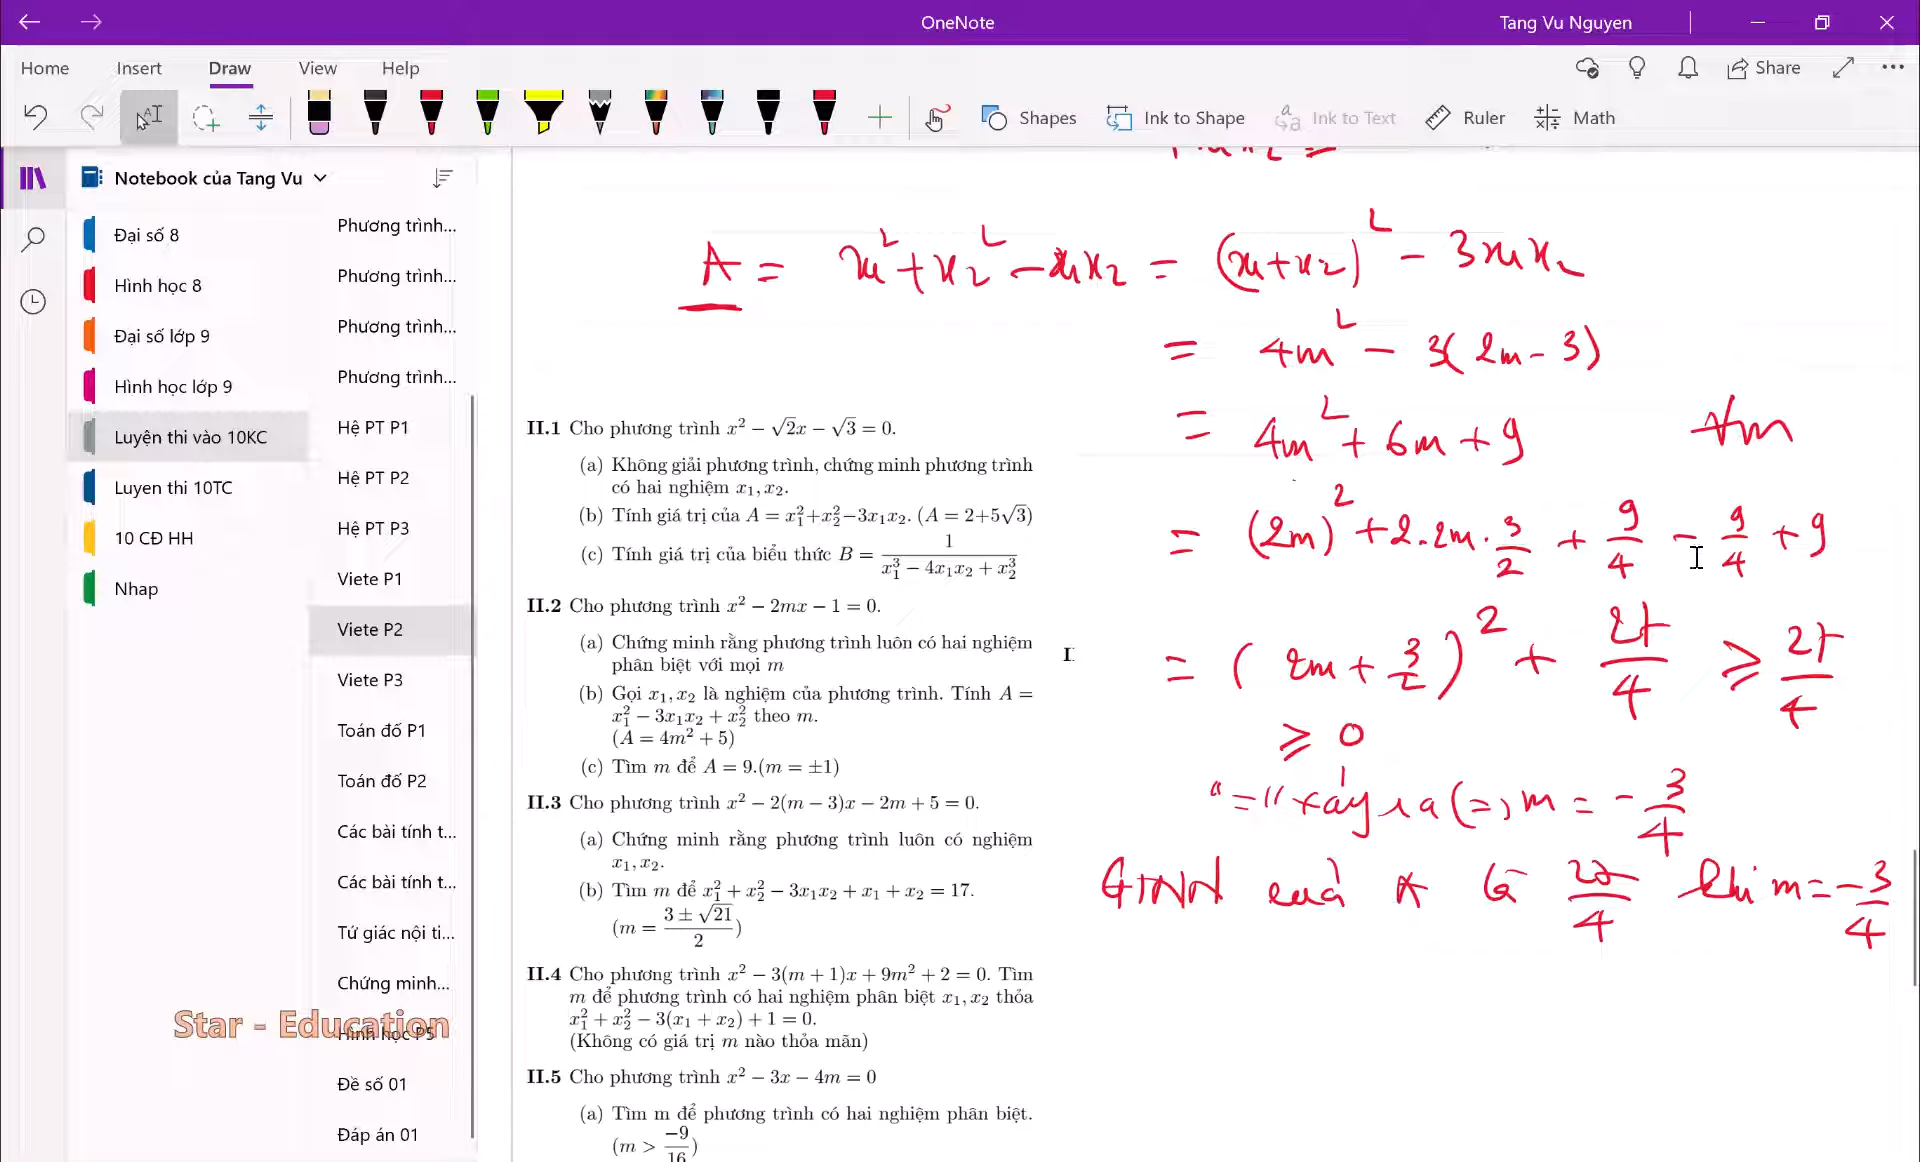 OneNote
Tang Vu Nguyen
Home Insert Draw View Help
Share
Shapes Ink to Shape Ink to Text Ruler Math
Notebook của Tang Vu
Đại số 8
Hình học 8
Đại số lớp 9
Hình học lớp 9
Luyện thi vào 10KC
Luyen thi 10TC
10 CĐ HH
Nhap
Phương trình...
Phương trình...
Phương trình...
Phương trình...
Hệ PT P1
Hệ PT P2
Hệ PT P3
Viete P1
Viete P2
Viete P3
Toán đố P1
Toán đố P2
Các bài tính t...
Các bài tính t...
Tứ giác nội ti...
Chứng minh...
Hình học P5
Đề số 01
Đáp án 01
Star - Education
II.1 Cho phương trình x² − √2x − √3 = 0.
(a) Không giải phương trình, chứng minh phương trình
có hai nghiệm x₁, x₂.
(b) Tính giá trị của A = x₁²+x₂²−3x₁x₂. (A = 2+5√3)
(c) Tính giá trị của biểu thức B = 1/(x₁³ − 4x₁x₂ + x₂³)
II.2 Cho phương trình x² − 2mx − 1 = 0.
(a) Chứng minh rằng phương trình luôn có hai nghiệm
phân biệt với mọi m
(b) Gọi x₁, x₂ là nghiệm của phương trình. Tính A =
x₁² − 3x₁x₂ + x₂² theo m.
(A = 4m² + 5)
(c) Tìm m để A = 9.(m = ±1)
II.3 Cho phương trình x² − 2(m − 3)x − 2m + 5 = 0.
(a) Chứng minh rằng phương trình luôn có nghiệm
x₁, x₂.
(b) Tìm m để x₁² + x₂² − 3x₁x₂ + x₁ + x₂ = 17.
(m = (3 ± √21)/2)
II.4 Cho phương trình x² − 3(m + 1)x + 9m² + 2 = 0. Tìm
m để phương trình có hai nghiệm phân biệt x₁, x₂ thỏa
x₁² + x₂² − 3(x₁ + x₂) + 1 = 0.
(Không có giá trị m nào thỏa mãn)
II.5 Cho phương trình x² − 3x − 4m = 0
(a) Tìm m để phương trình có hai nghiệm phân biệt.
(m > −9/16)
A = x₁² + x₂² − x₁x₂ = (x₁+x₂)² − 3x₁x₂
= 4m² − 3(2m − 3)
= 4m² + 6m + 9 ∀m
= (2m)² + 2.2m.3/2 + 9/4 − 9/4 + 9
= (2m + 3/2)² + 27/4 ≥ 27/4
≥ 0
"=" xảy ra (=) m = −3/4
GTNN của A là 27/4 khi m = −3/4